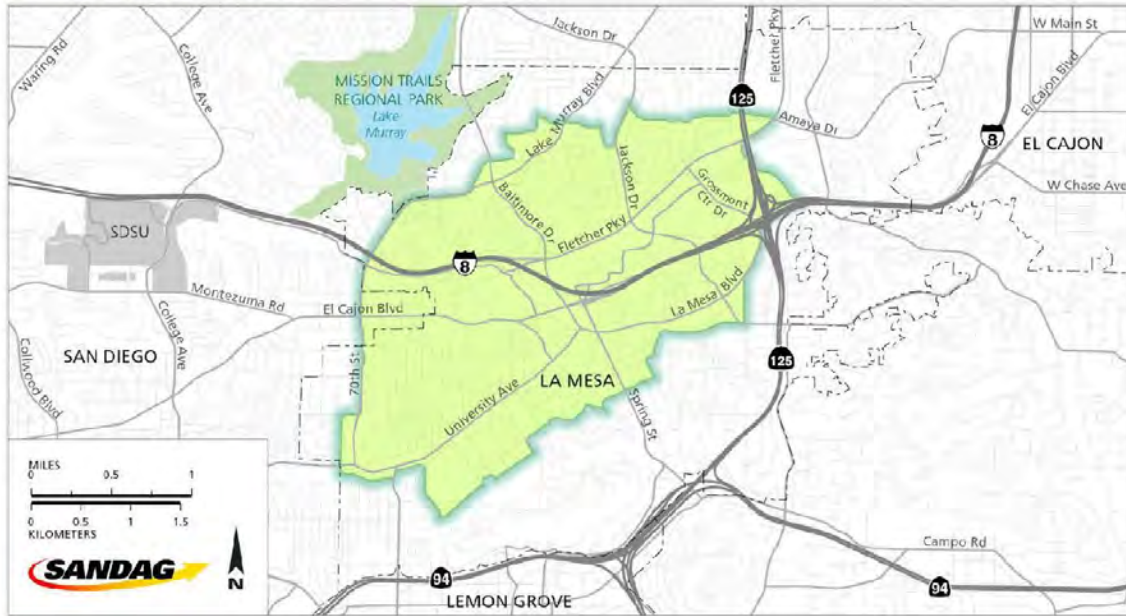 Waring Rd
College Ave
MISSION TRAILS
REGIONAL PARK
Lake
Murray
Jackson Dr
Lake Murray Blvd
Fletcher Pky
125
Amaya Dr
W Main St
El Cajon Blvd
8
EL CAJON
W Chase Ave
Baltimore Dr
Jackson Dr
Grossmont
Ctr Dr
Fletcher Pky
8
SDSU
Montezuma Rd
El Cajon Blvd
La Mesa Blvd
SAN DIEGO
College Ave
Collwood Blvd
70th St
LA MESA
125
University Ave
Spring St
MILES
0 0.5 1
0 0.5 1 1.5
KILOMETERS
SANDAG
N
94
LEMON GROVE
Campo Rd
94